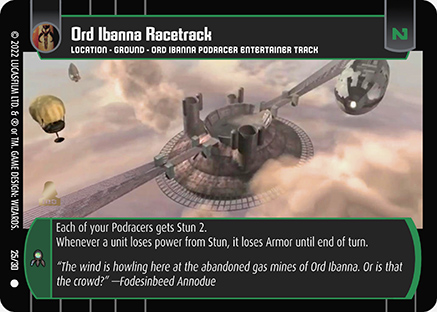 Ord Ibanna Racetrack
N
LOCATION - GROUND - ORD IBANNA PODRACER ENTERTAINER TRACK
Each of your Podracers gets Stun 2.
Whenever a unit loses power from Stun, it loses Armor until end of turn.
"The wind is howling here at the abandoned gas mines of Ord Ibanna. Or is that
the crowd?" —Fodesinbeed Annodue
© 2022 LUCASFILM LTD. & ® or TM. GAME DESIGN: WIZARDS.
25/30